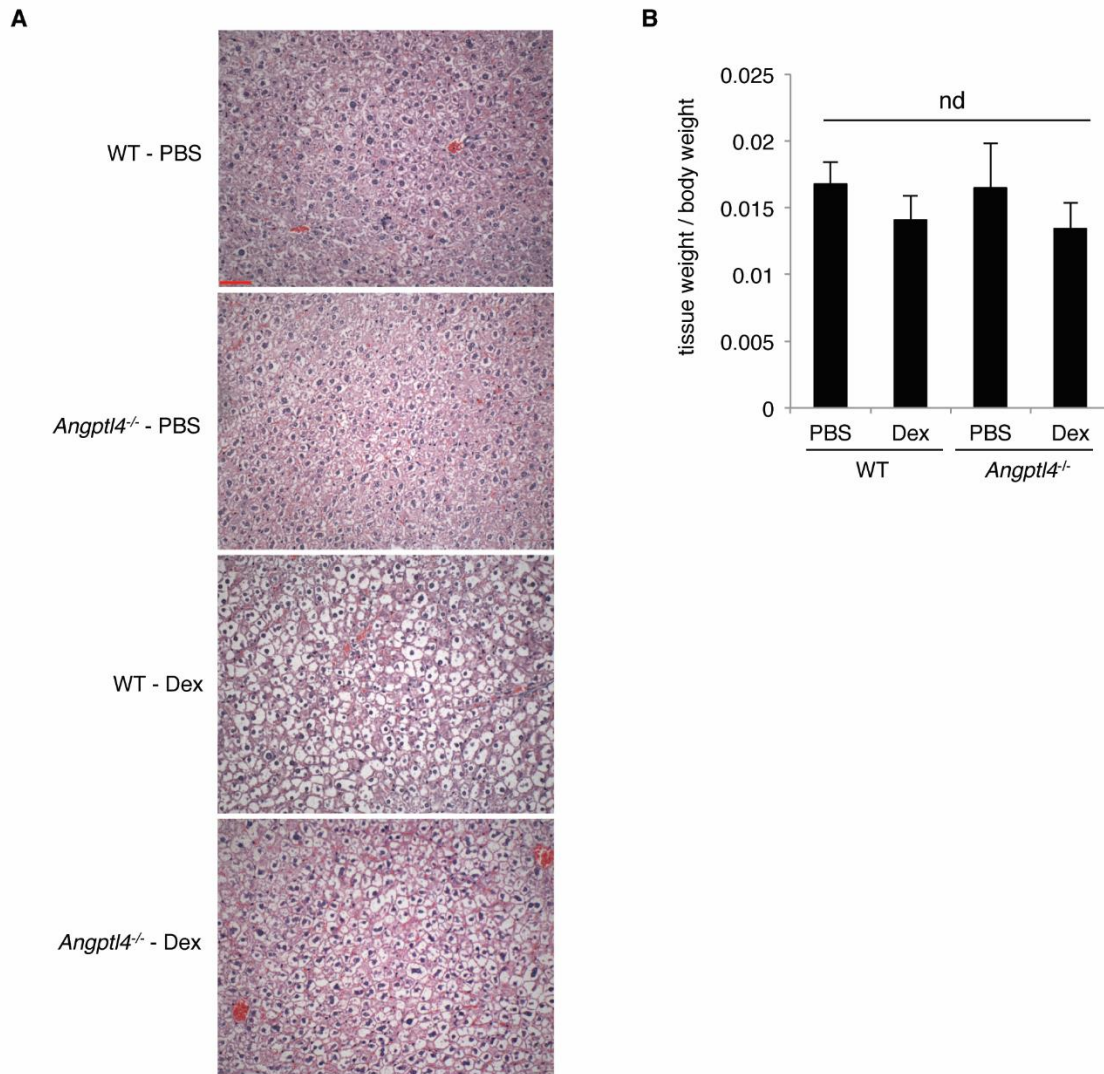 A
WT - PBS
Angptl4-/- - PBS
WT - Dex
Angptl4-/- - Dex
B
tissue weight / body weight
0.025
0.02
0.015
0.01
0.005
0
nd
PBS Dex PBS Dex
WT Angptl4-/-